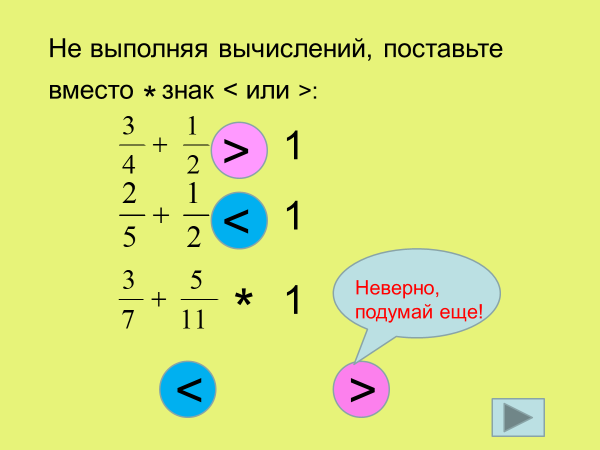 Не выполняя вычислений, поставьте
вместо * знак < или >:
3/4 + 1/2 > 1
2/5 + 1/2 < 1
3/7 + 5/11 * 1
Неверно,
подумай еще!
< >